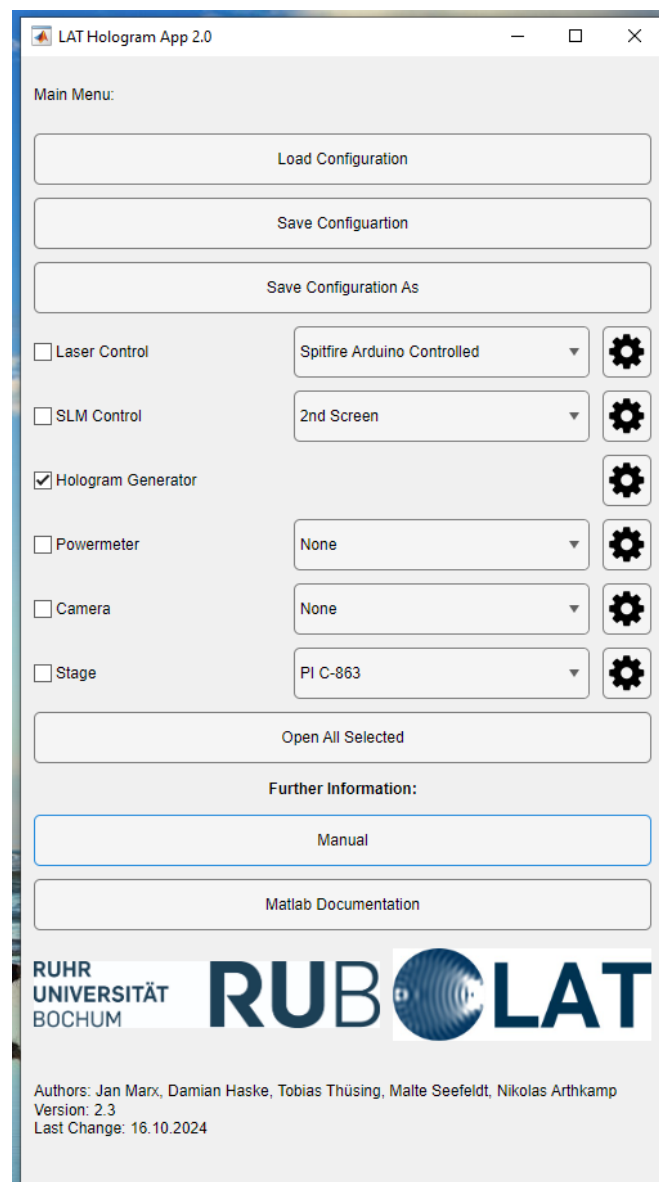 LAT Hologram App 2.0
Main Menu:
Load Configuration
Save Configuartion
Save Configuration As
Laser Control
Spitfire Arduino Controlled
SLM Control
2nd Screen
Hologram Generator
Powermeter
None
Camera
None
Stage
PI C-863
Open All Selected
Further Information:
Manual
Matlab Documentation
RUHR
UNIVERSITÄT
BOCHUM
RUB
LAT
Authors: Jan Marx, Damian Haske, Tobias Thüsing, Malte Seefeldt, Nikolas Arthkamp
Version: 2.3
Last Change: 16.10.2024